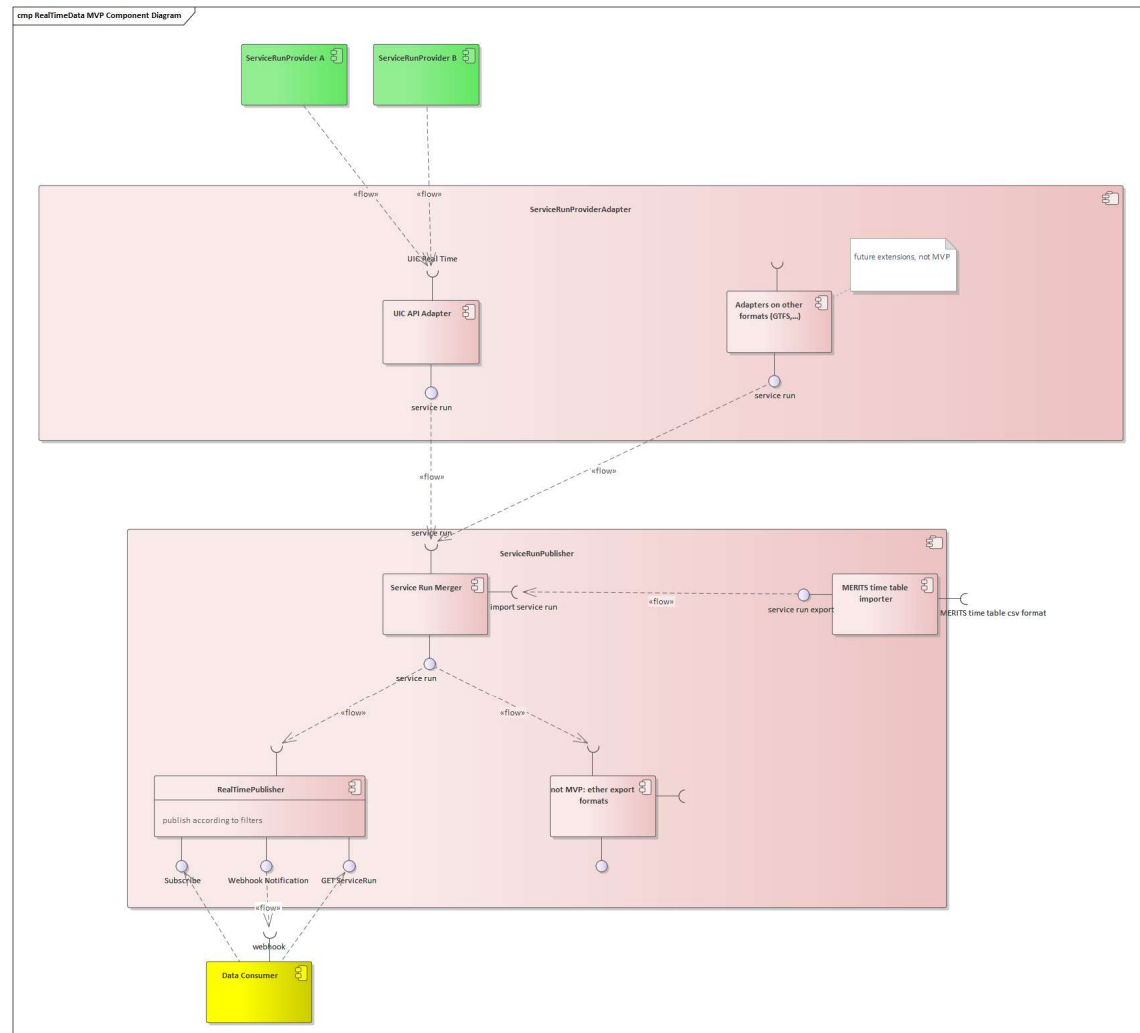 cmp RealTimeData MVP Component Diagram
ServiceRunProvider A
ServiceRunProvider B
«flow»
«flow»
ServiceRunProviderAdapter
UIC Real Time
future extensions, not MVP
UIC API Adapter
Adapters on other
formats (GTFS,...)
service run
service run
«flow»
«flow»
service run
ServiceRunPublisher
Service Run Merger
import service run
«flow»
service run export
MERITS time table
importer
MERITS time table csv format
service run
«flow»
«flow»
RealTimePublisher
publish according to filters
not MVP: ether export
formats
Subscribe
Webhook Notification
GET ServiceRun
«flow»
webhook
Data Consumer